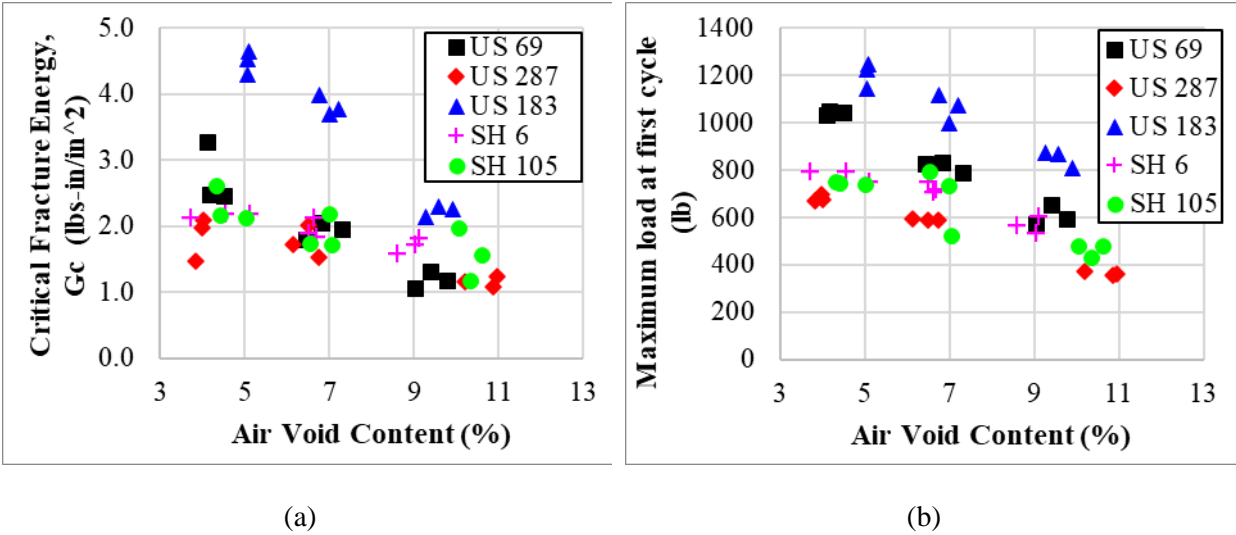 Critical Fracture Energy,
Gc (lbs-in/in^2)
5.0
4.0
3.0
2.0
1.0
0.0
US 69
US 287
US 183
SH 6
SH 105
3 5 7 9 11 13
Air Void Content (%)
(a)
Maximum load at first cycle
(lb)
1400
1200
1000
800
600
400
200
0
US 69
US 287
US 183
SH 6
SH 105
3 5 7 9 11 13
Air Void Content (%)
(b)